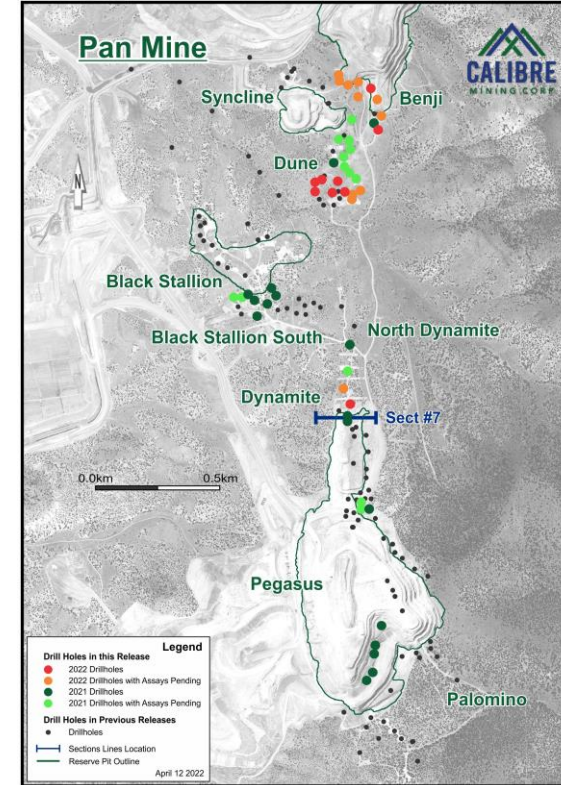 Pan Mine
CALIBRE
MINING CORP
Syncline
Benji
Dune
N
Black Stallion
Black Stallion South
North Dynamite
Dynamite
Sect #7
0.0km 0.5km
Pegasus
Palomino
Legend
Drill Holes in this Release
2022 Drillholes
2022 Drillholes with Assays Pending
2021 Drillholes
2021 Drillholes with Assays Pending
Drill Holes in Previous Releases
Drillholes
Sections Lines Location
Reserve Pit Outline
April 12 2022